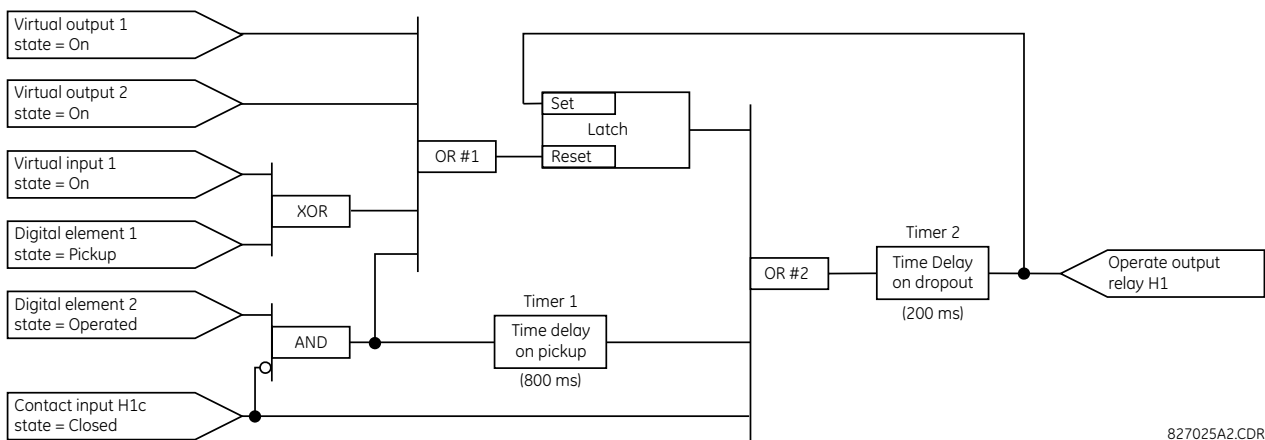 Virtual output 1
state = On
Virtual output 2
state = On
Virtual input 1
state = On
Digital element 1
state = Pickup
Digital element 2
state = Operated
Contact input H1c
state = Closed
XOR
AND
OR #1
Set
Latch
Reset
Timer 1
Time delay
on pickup
(800 ms)
OR #2
Timer 2
Time Delay
on dropout
(200 ms)
Operate output
relay H1
827025A2.CDR